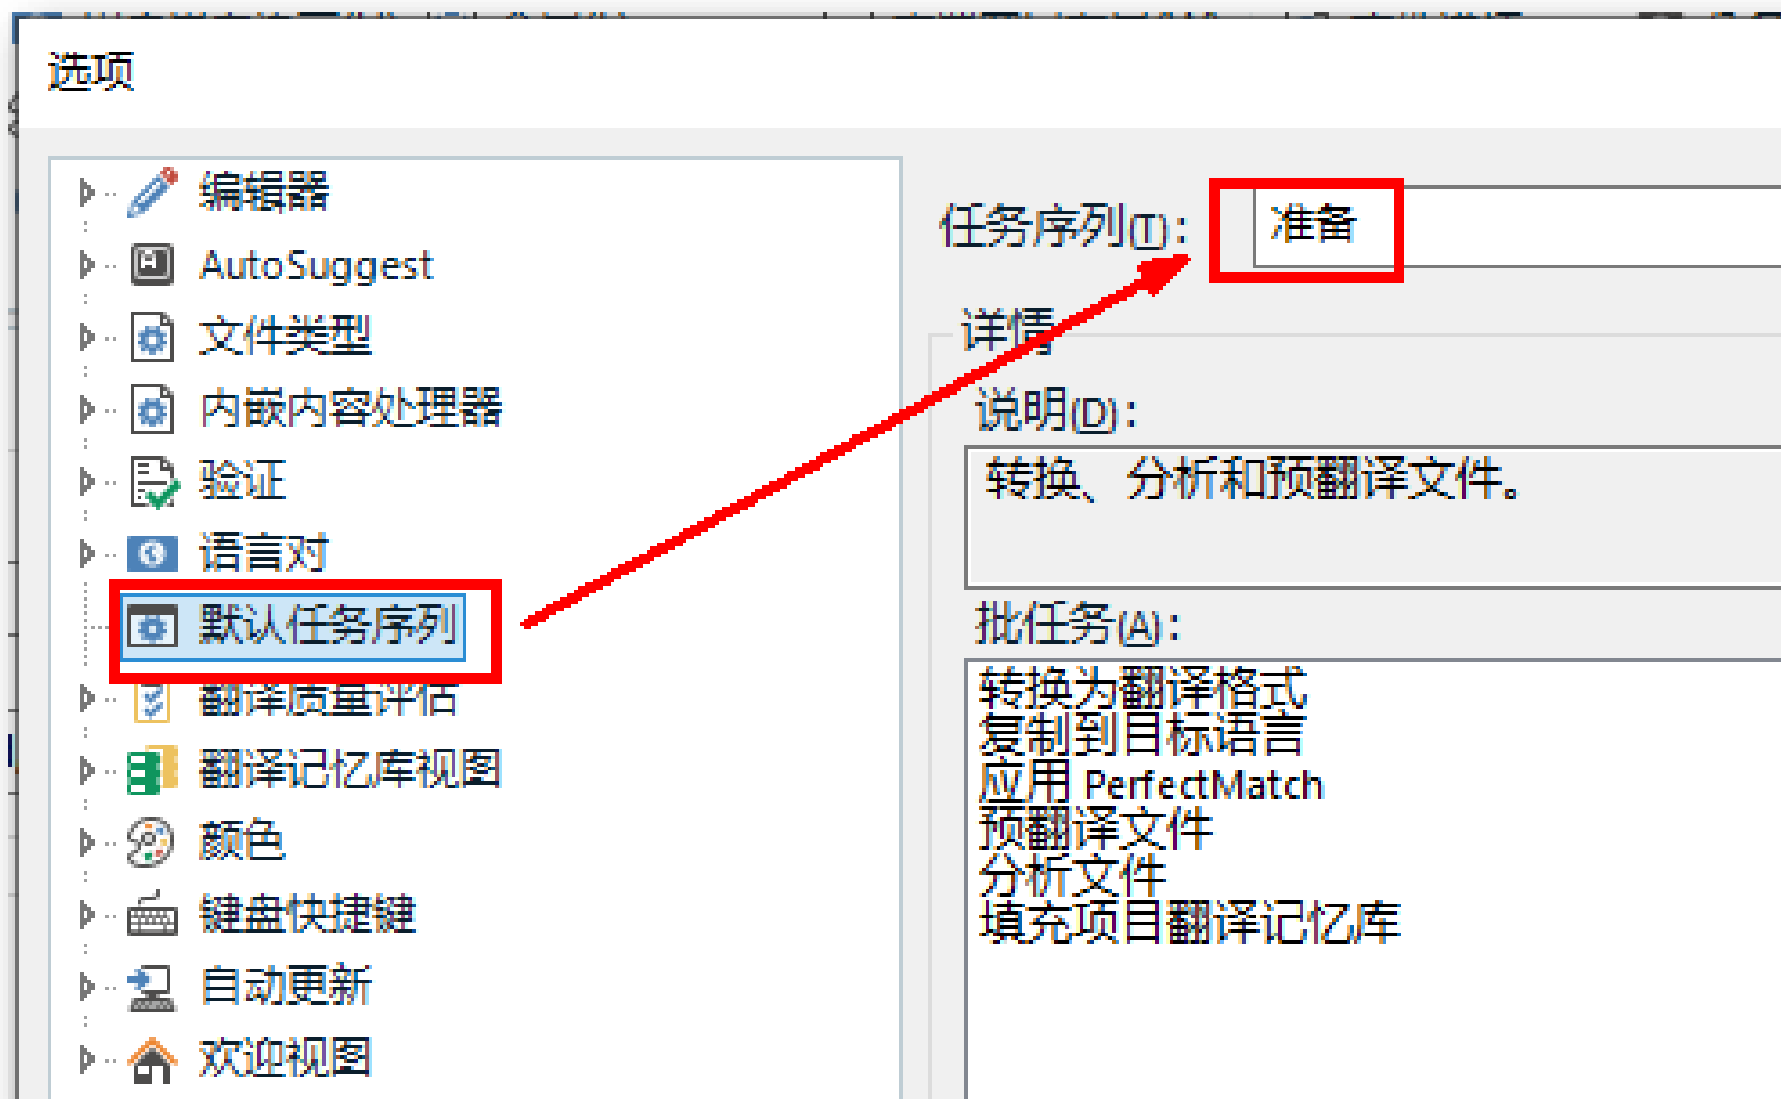 选项
编辑器
AutoSuggest
文件类型
内嵌内容处理器
验证
语言对
默认任务序列
翻译质量评估
翻译记忆库视图
颜色
键盘快捷键
自动更新
欢迎视图
任务序列(T)：
准备
详情
说明(D)：
转换、分析和预翻译文件。
批任务(A)：
转换为翻译格式
复制到目标语言
应用 PerfectMatch
预翻译文件
分析文件
填充项目翻译记忆库